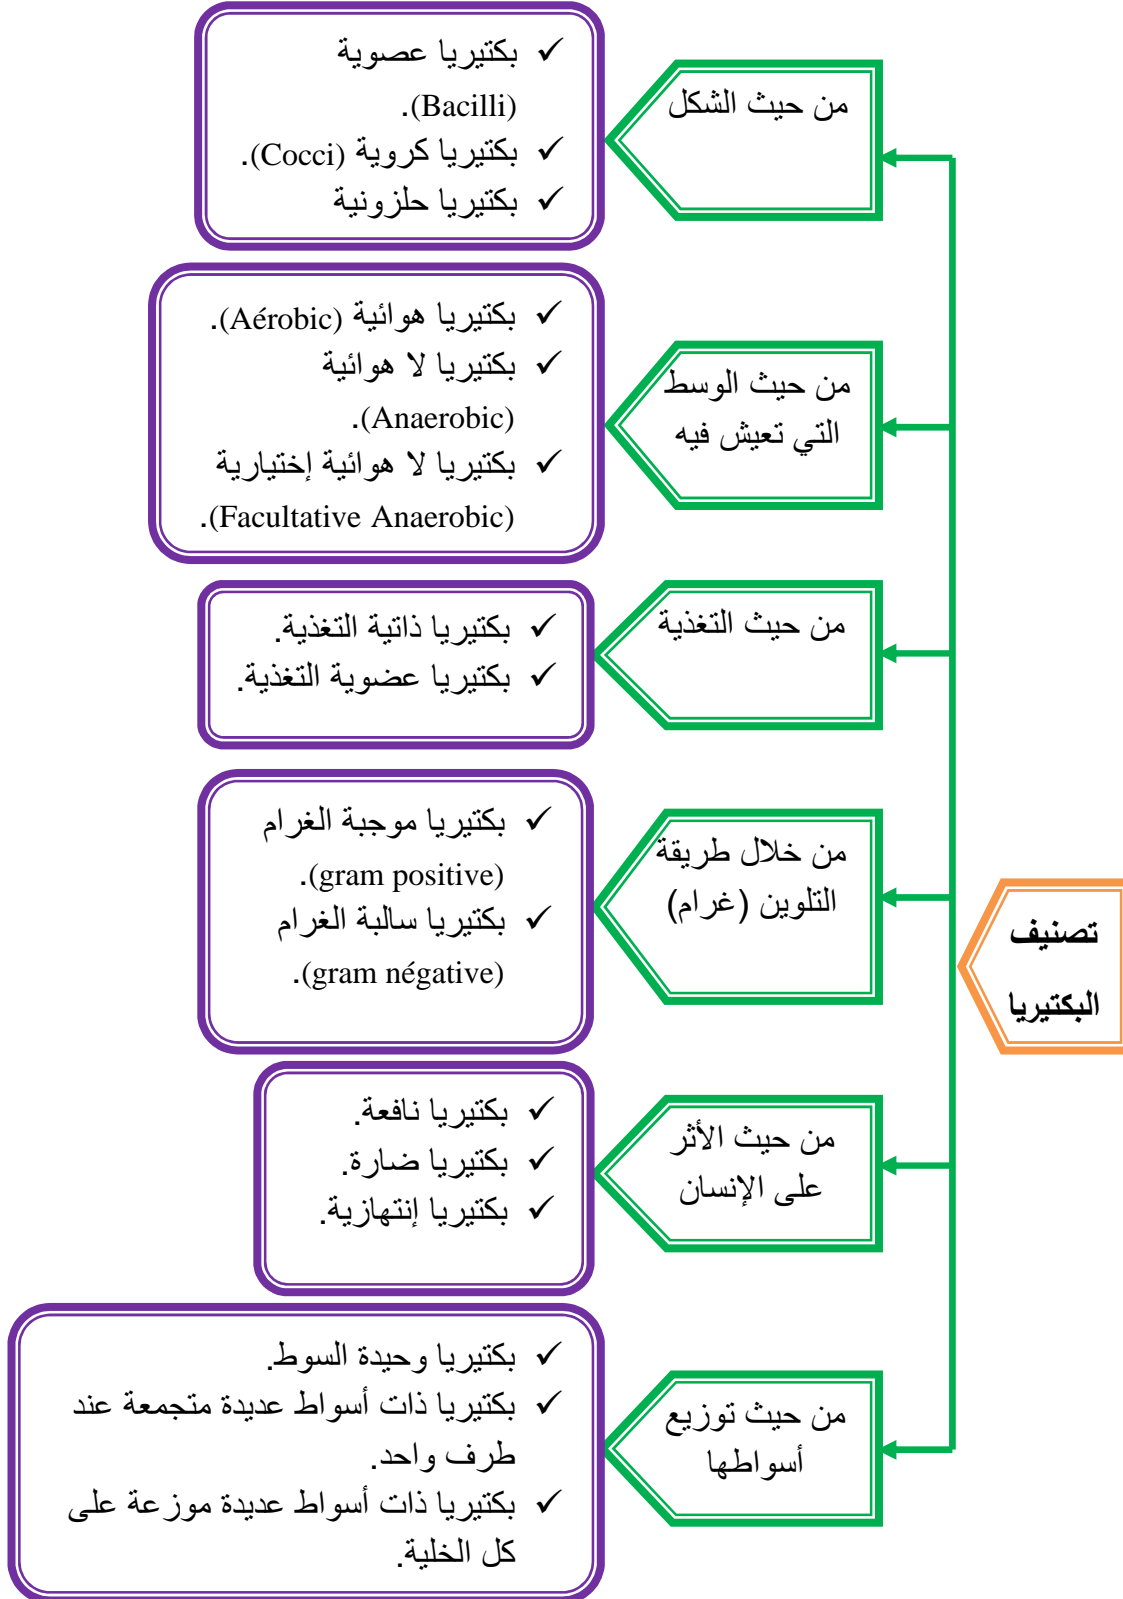 تصنيف
البكتيريا
من حيث الشكل
✓ بكتيريا عصوية
(Bacilli).
✓ بكتيريا كروية (Cocci).
✓ بكتيريا حلزونية
من حيث الوسط
التي تعيش فيه
✓ بكتيريا هوائية (Aérobic).
✓ بكتيريا لا هوائية
(Anaerobic).
✓ بكتيريا لا هوائية إختيارية
(Facultative Anaerobic).
من حيث التغذية
✓ بكتيريا ذاتية التغذية.
✓ بكتيريا عضوية التغذية.
من خلال طريقة
التلوين (غرام)
✓ بكتيريا موجبة الغرام
(gram positive).
✓ بكتيريا سالبة الغرام
(gram négative).
من حيث الأثر
على الإنسان
✓ بكتيريا نافعة.
✓ بكتيريا ضارة.
✓ بكتيريا إنتهازية.
من حيث توزيع
أسواطها
✓ بكتيريا وحيدة السوط.
✓ بكتيريا ذات أسواط عديدة متجمعة عند
طرف واحد.
✓ بكتيريا ذات أسواط عديدة موزعة على
كل الخلية.